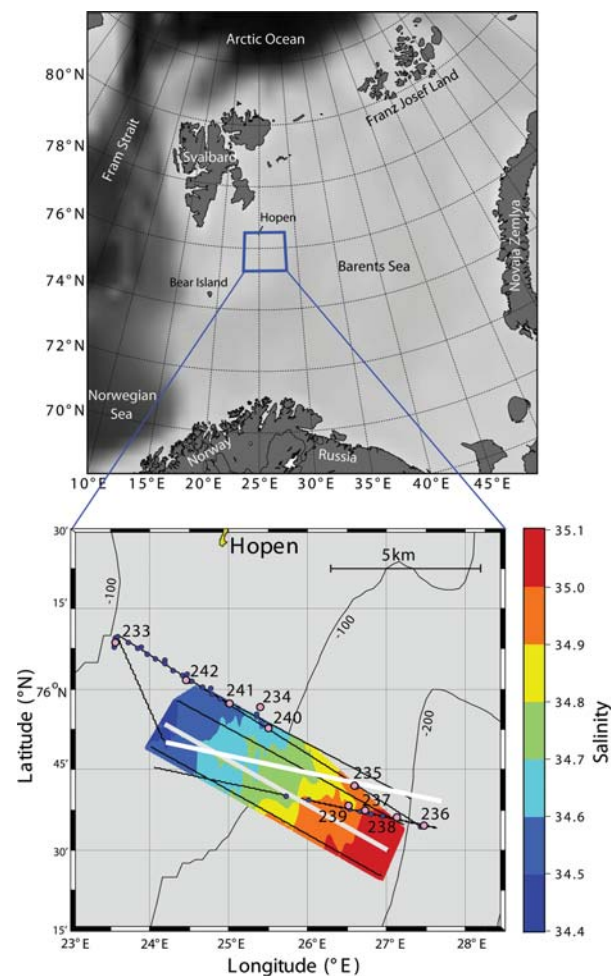 Arctic Ocean
80°N
Franz Josef Land
78°N
Fram Strait
Svalbard
76°N
Hopen
Novaja Zemlya
74°N
Bear Island
Barents Sea
72°N
70°N
Norwegian
Sea
Norway
Russia
10°E 15°E 20°E 25°E 30°E 35°E 40°E 45°E
30'
Hopen
35.1
5km
-100
15'
35.0
233
-100
34.9
242
76°N
241
234
34.8
240
-200
Latitude (°N)
Salinity
45'
235
34.7
237
239
238
236
34.6
30'
34.5
15'
34.4
23°E 24°E 25°E 26°E 27°E 28°E
Longitude (°E)